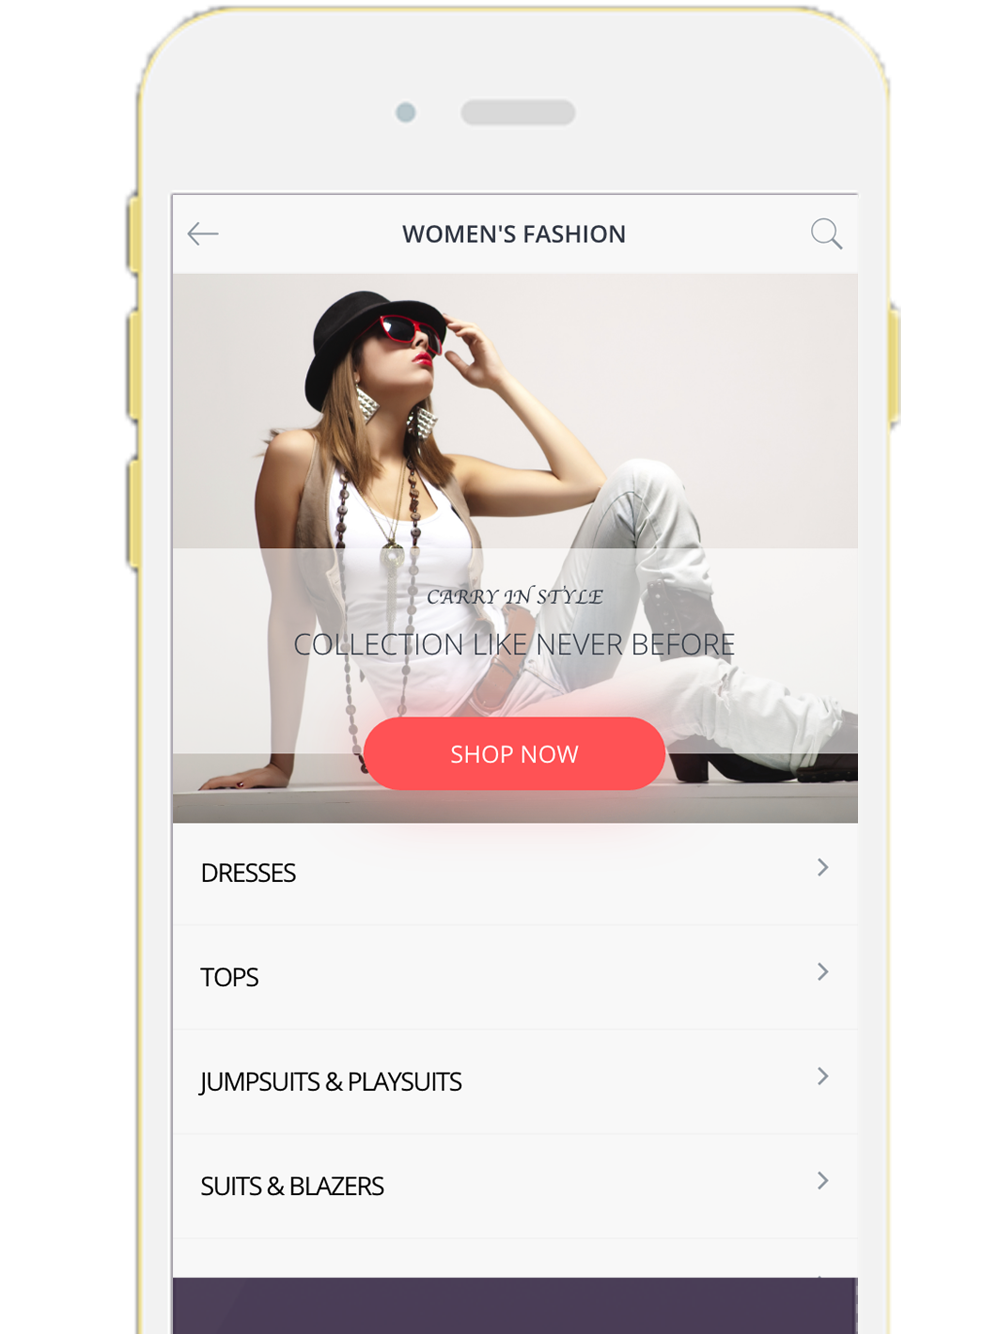 WOMEN'S FASHION
CARRY IN STYLE
COLLECTION LIKE NEVER BEFORE
SHOP NOW
DRESSES
TOPS
JUMPSUITS & PLAYSUITS
SUITS & BLAZERS